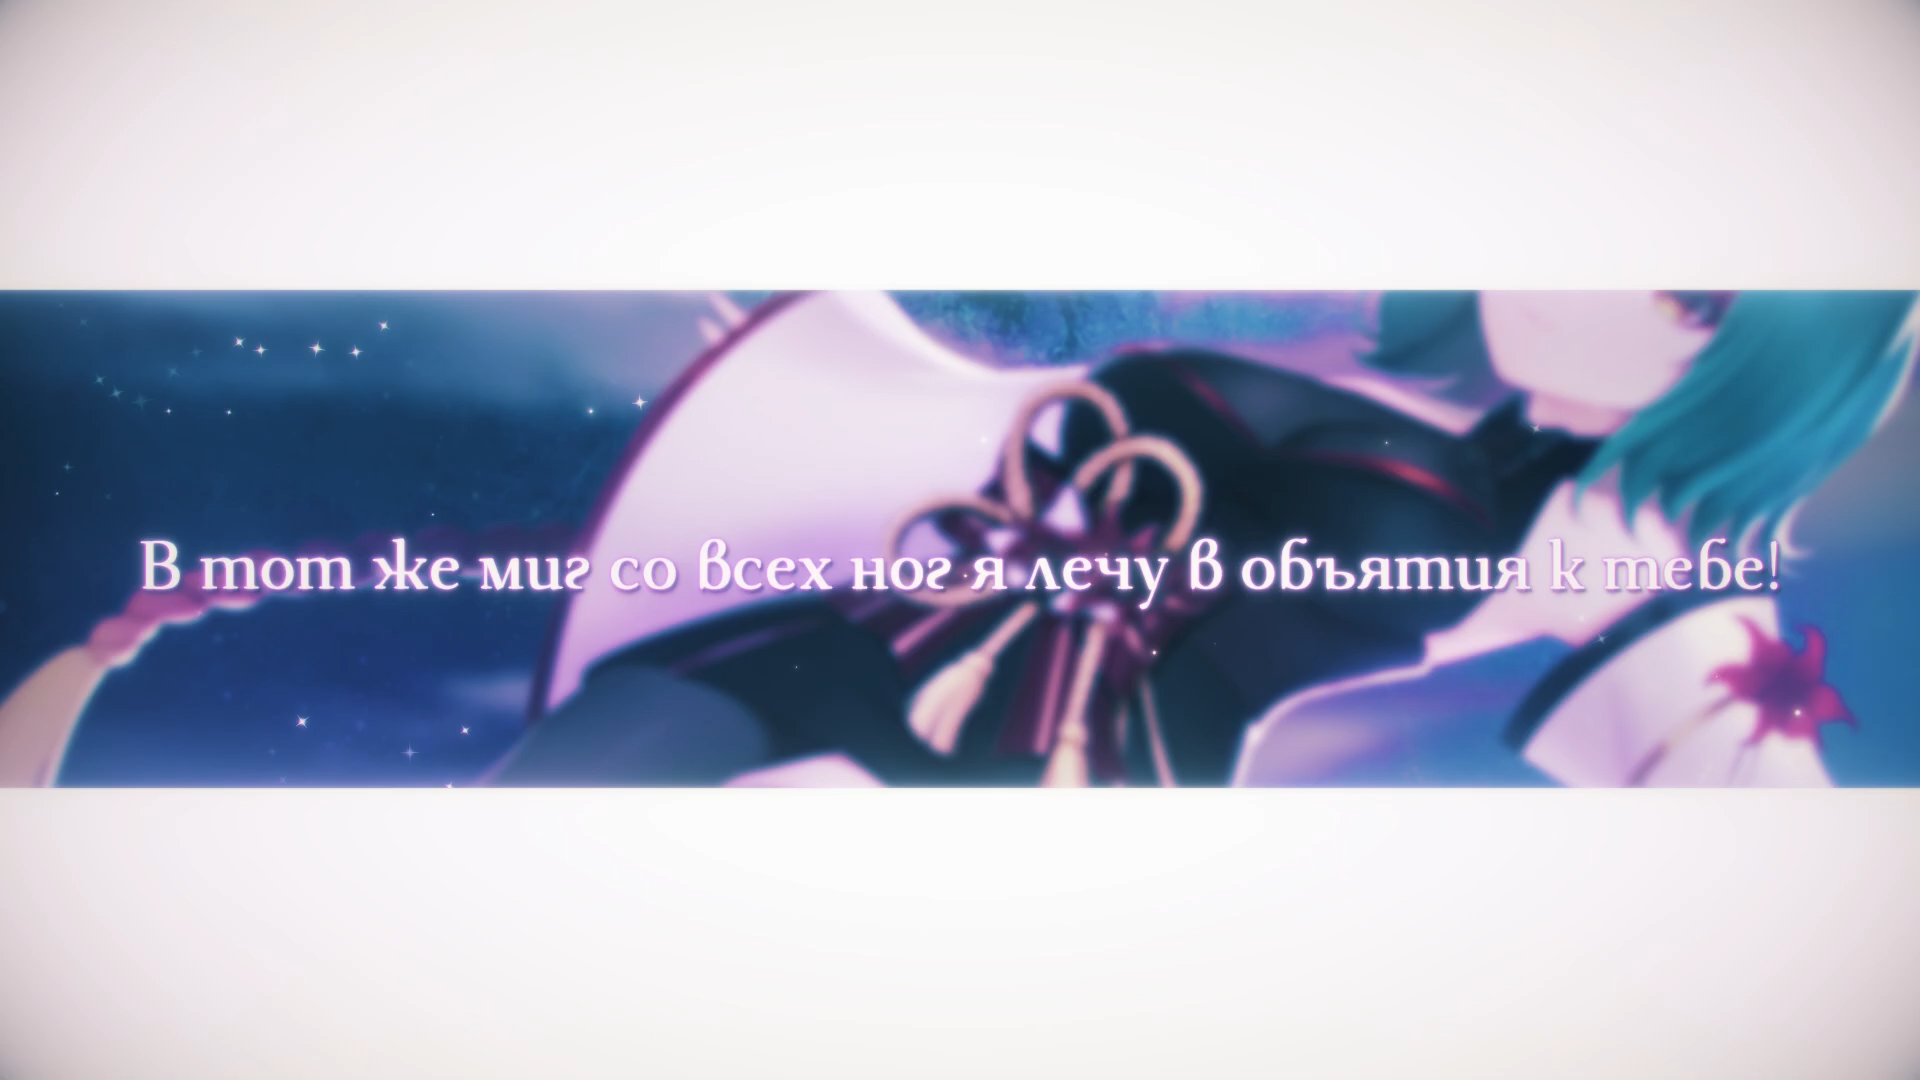 В тот же миг со всех ног я лечу в объятия к тебе!